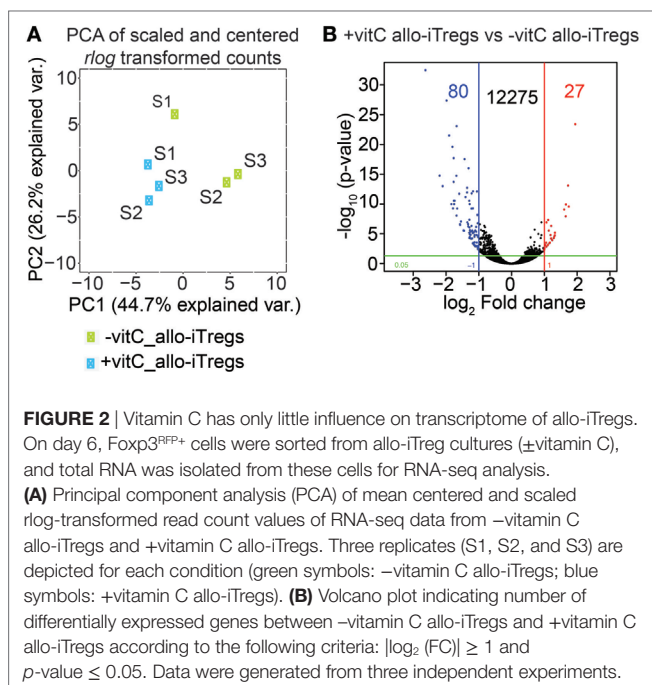 A PCA of scaled and centered
rlog transformed counts
10
5
0
−5
−10
PC2 (26.2% explained var.)
S1
S1
S3
S2
S3
S2
−10 −5 0 5 10
PC1 (44.7% explained var.)
-vitC_allo-iTregs
+vitC_allo-iTregs
B +vitC allo-iTregs vs -vitC allo-iTregs
80 12275 27
30
25
20
15
10
5
0
-log10 (p-value)
0.05 −1 1
−3 −2 −1 0 1 2 3
log2 Fold change
FIGURE 2 | Vitamin C has only little influence on transcriptome of allo-iTregs.
On day 6, Foxp3RFP+ cells were sorted from allo-iTreg cultures (±vitamin C),
and total RNA was isolated from these cells for RNA-seq analysis.
(A) Principal component analysis (PCA) of mean centered and scaled
rlog-transformed read count values of RNA-seq data from −vitamin C
allo-iTregs and +vitamin C allo-iTregs. Three replicates (S1, S2, and S3) are
depicted for each condition (green symbols: −vitamin C allo-iTregs; blue
symbols: +vitamin C allo-iTregs). (B) Volcano plot indicating number of
differentially expressed genes between –vitamin C allo-iTregs and +vitamin C
allo-iTregs according to the following criteria: |log2 (FC)| ≥ 1 and
p-value ≤ 0.05. Data were generated from three independent experiments.